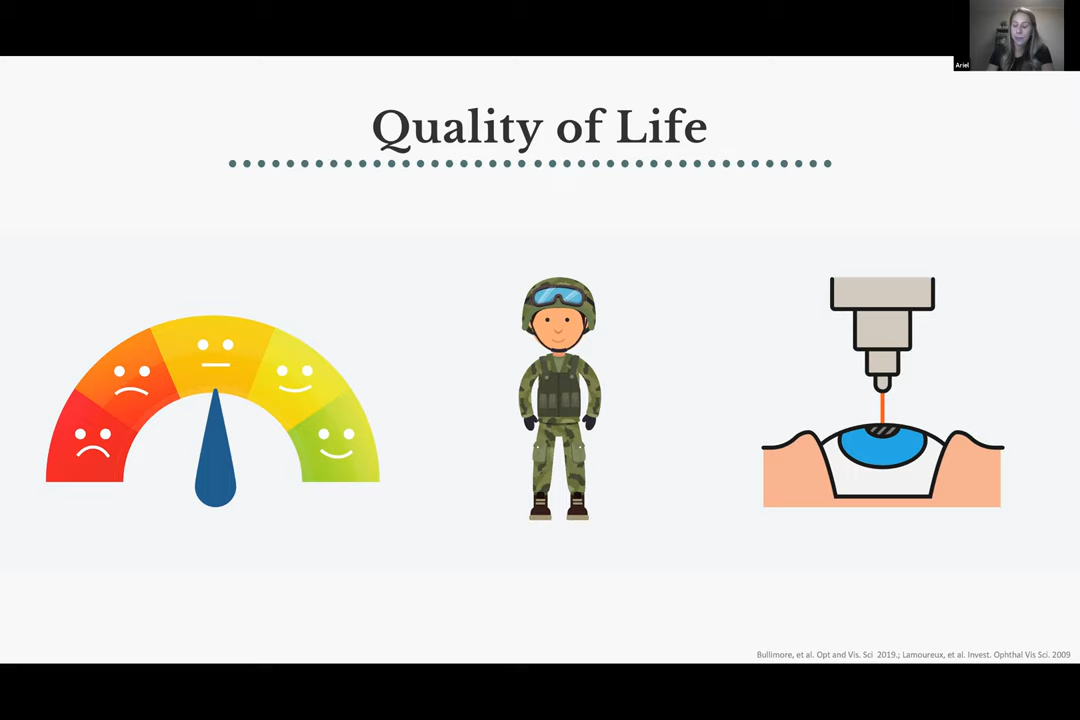 Ariel
Quality of Life
Bullimore, et al. Opt and Vis. Sci  2019.; Lamoureux, et al. Invest. Ophthal Vis Sci. 2009